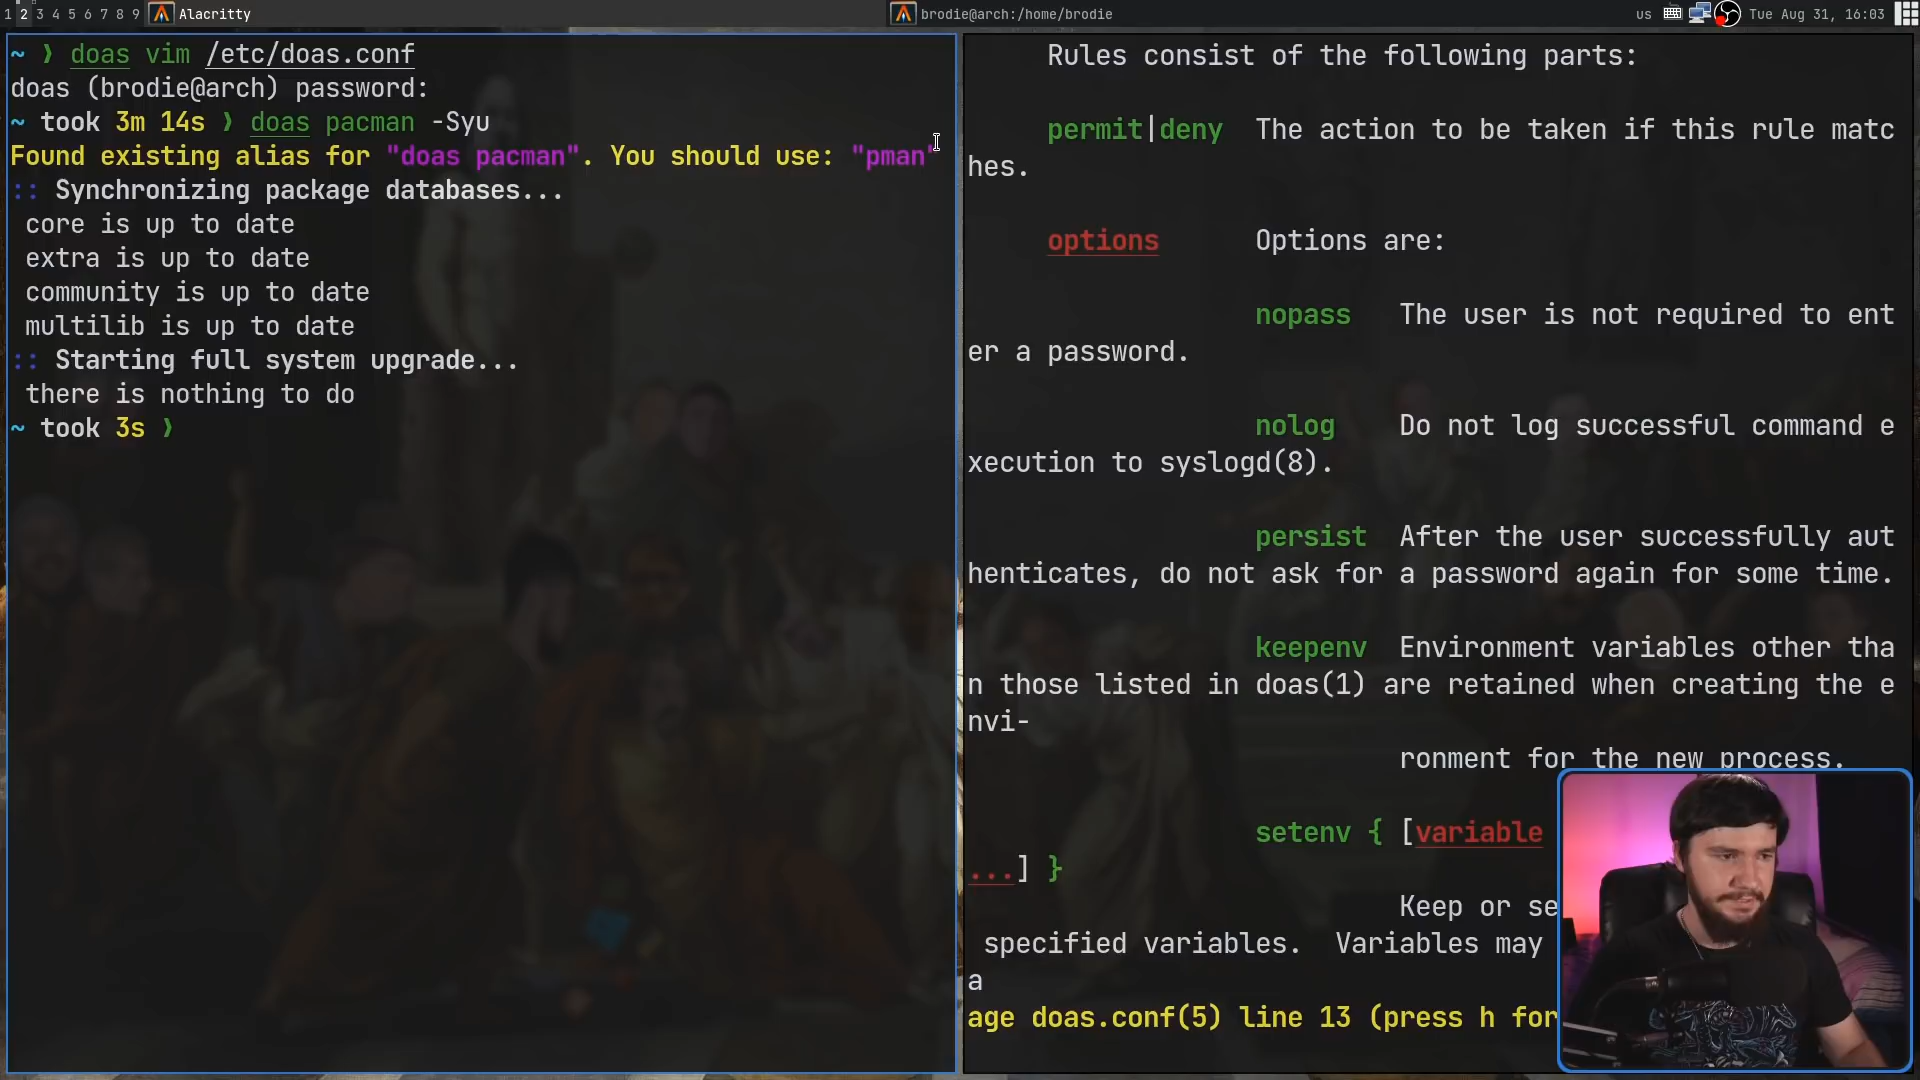 1 2 3 4 5 6 7 8 9 Alacritty brodie@arch:/home/brodie us Tue Aug 31, 16:03
~ ❯ doas vim /etc/doas.conf
doas (brodie@arch) password:
~ took 3m 14s ❯ doas pacman -Syu
Found existing alias for "doas pacman". You should use: "pman"
:: Synchronizing package databases...
core is up to date
extra is up to date
community is up to date
multilib is up to date
:: Starting full system upgrade...
there is nothing to do
~ took 3s ❯
Rules consist of the following parts:
permit|deny The action to be taken if this rule matc
hes.
options Options are:
nopass The user is not required to ent
er a password.
nolog Do not log successful command e
xecution to syslogd(8).
persist After the user successfully aut
henticates, do not ask for a password again for some time.
keepenv Environment variables other tha
n those listed in doas(1) are retained when creating the e
nvi-
ronment for the new process.
setenv { [variable
...] }
Keep or se
specified variables. Variables may
a
age doas.conf(5) line 13 (press h for